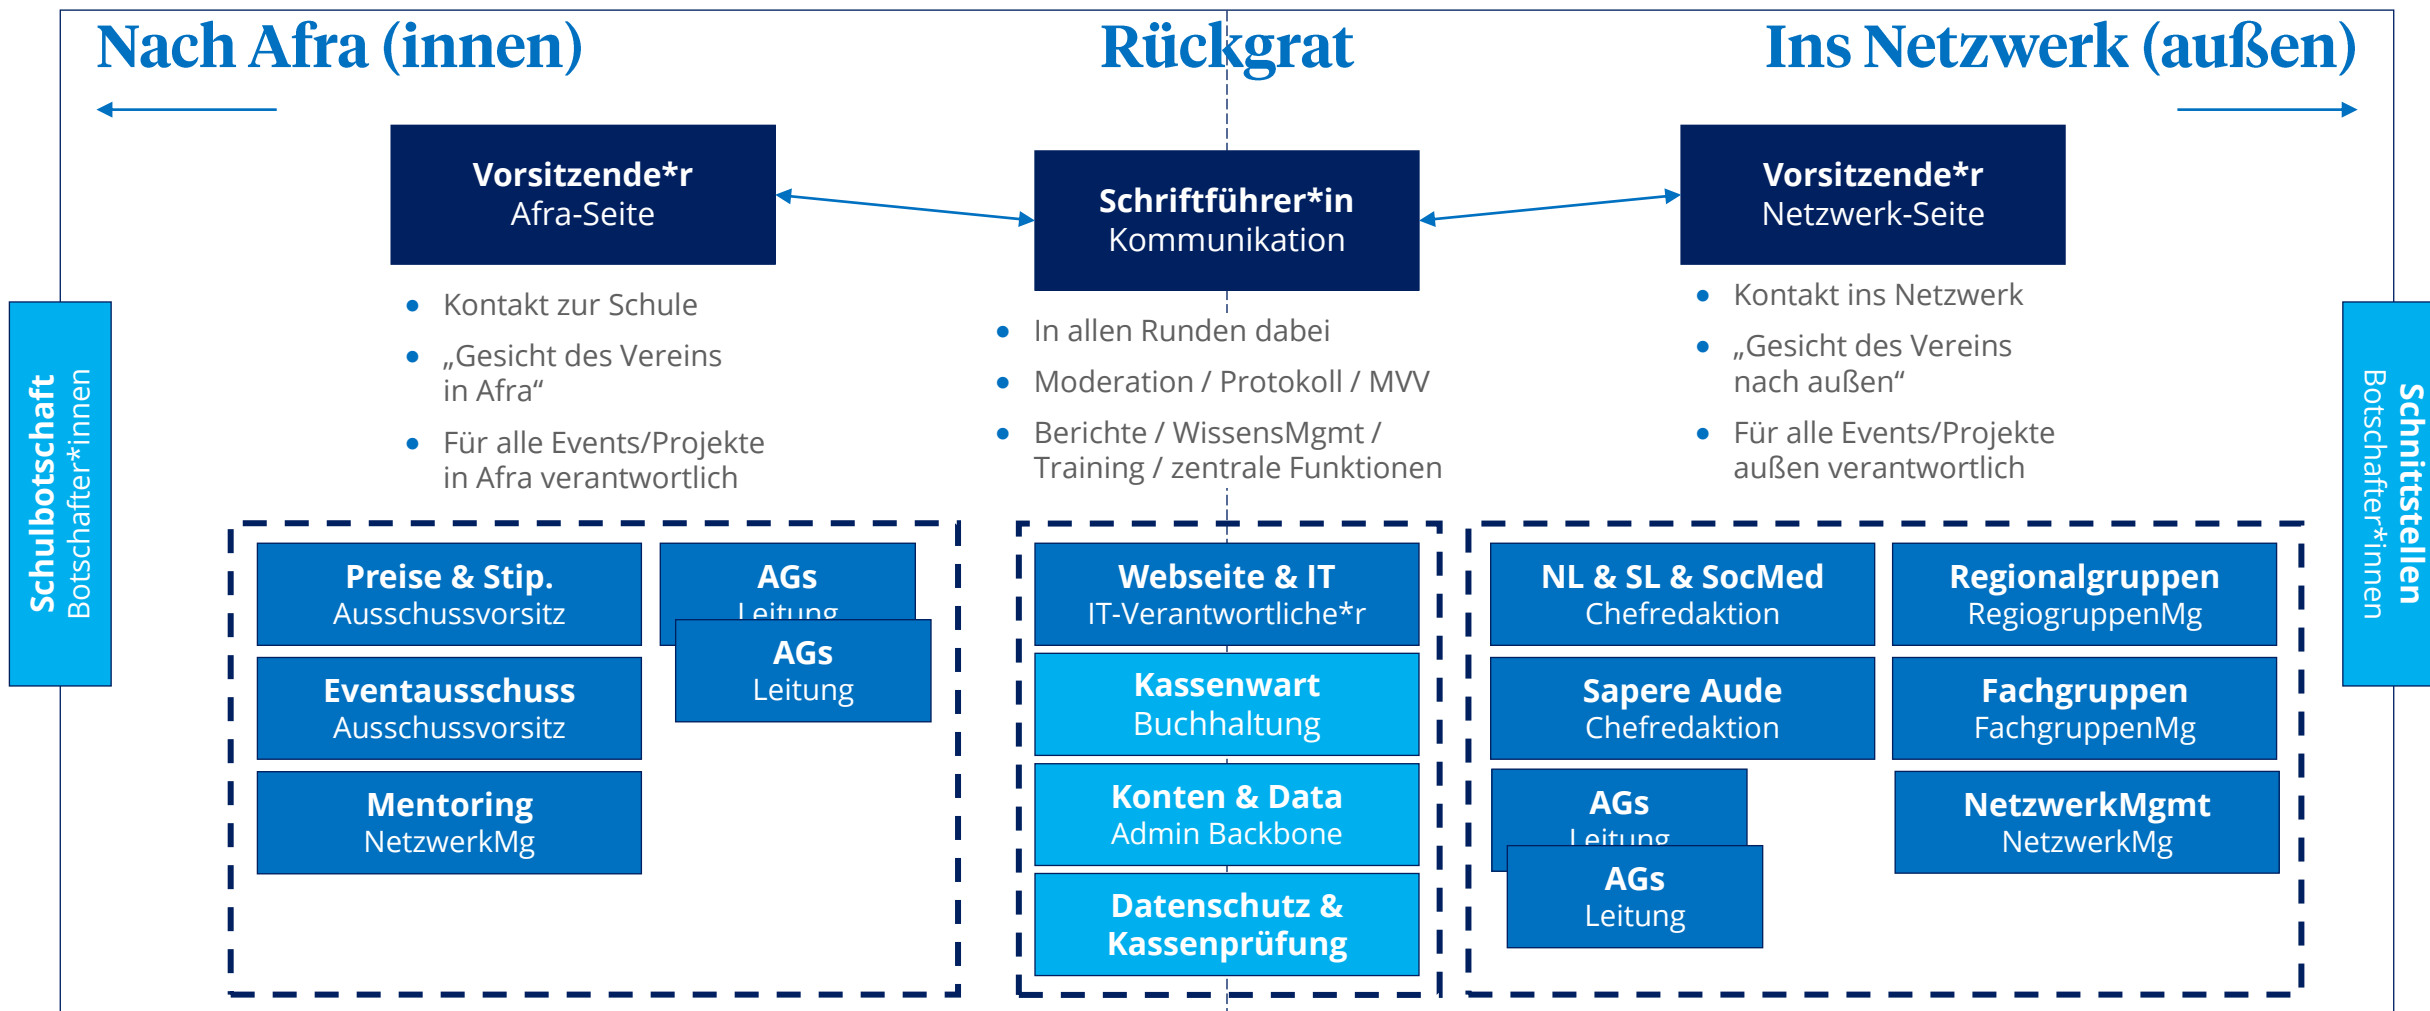 Nach Afra (innen)
Rückgrat
Ins Netzwerk (außen)
Vorsitzende*r
Afra-Seite
Schriftführer*in
Kommunikation
Vorsitzende*r
Netzwerk-Seite
Schulbotschaft
Botschafter*innen
Kontakt zur Schule
„Gesicht des Vereins
in Afra“
Für alle Events/Projekte
in Afra verantwortlich
In allen Runden dabei
Moderation / Protokoll / MVV
Berichte / WissensMgmt /
Training / zentrale Funktionen
Kontakt ins Netzwerk
„Gesicht des Vereins
nach außen“
Für alle Events/Projekte
außen verantwortlich
Schnittstellen
Botschafter*innen
Preise & Stip.
Ausschussvorsitz
Eventausschuss
Ausschussvorsitz
Mentoring
NetzwerkMg
AGs
Leitung
AGs
Leitung
Webseite & IT
IT-Verantwortliche*r
Kassenwart
Buchhaltung
Konten & Data
Admin Backbone
Datenschutz &
Kassenprüfung
NL & SL & SocMed
Chefredaktion
Sapere Aude
Chefredaktion
AGs
Leitung
AGs
Leitung
Regionalgruppen
RegiogruppenMg
Fachgruppen
FachgruppenMg
NetzwerkMgmt
NetzwerkMg